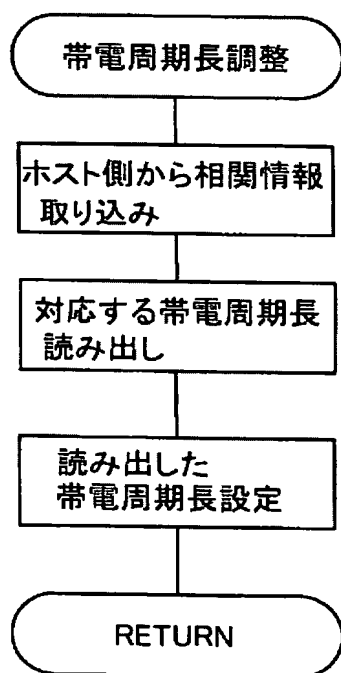 帯電周期長調整
ホスト側から相関情報
取り込み
対応する帯電周期長
読み出し
読み出した
帯電周期長設定
RETURN